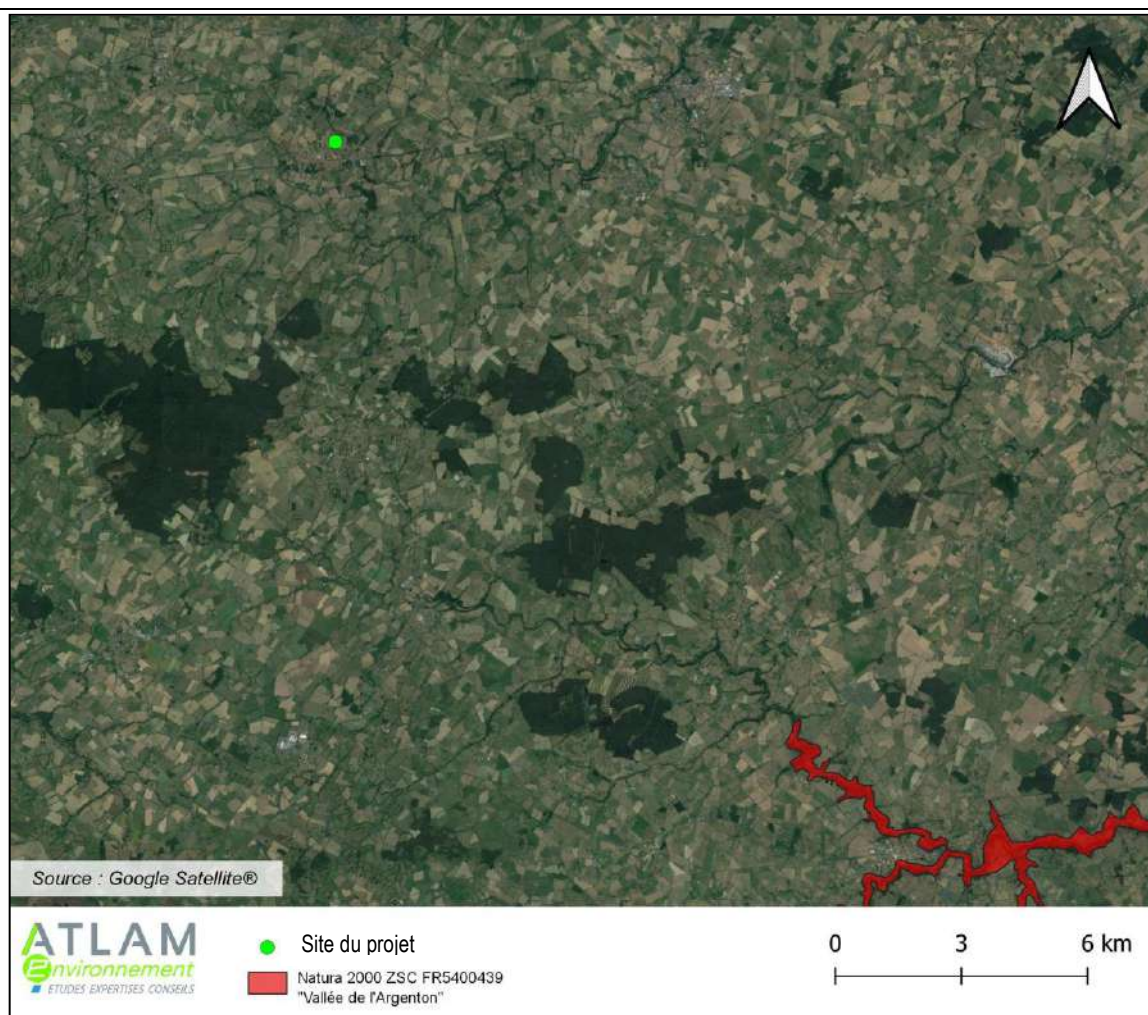 Source : Google Satellite®
ATLAM
Environnement
ETUDES EXPERTISES CONSEILS
Site du projet
Natura 2000 ZSC FR5400439
"Vallée de l'Argenton"
0 3 6 km